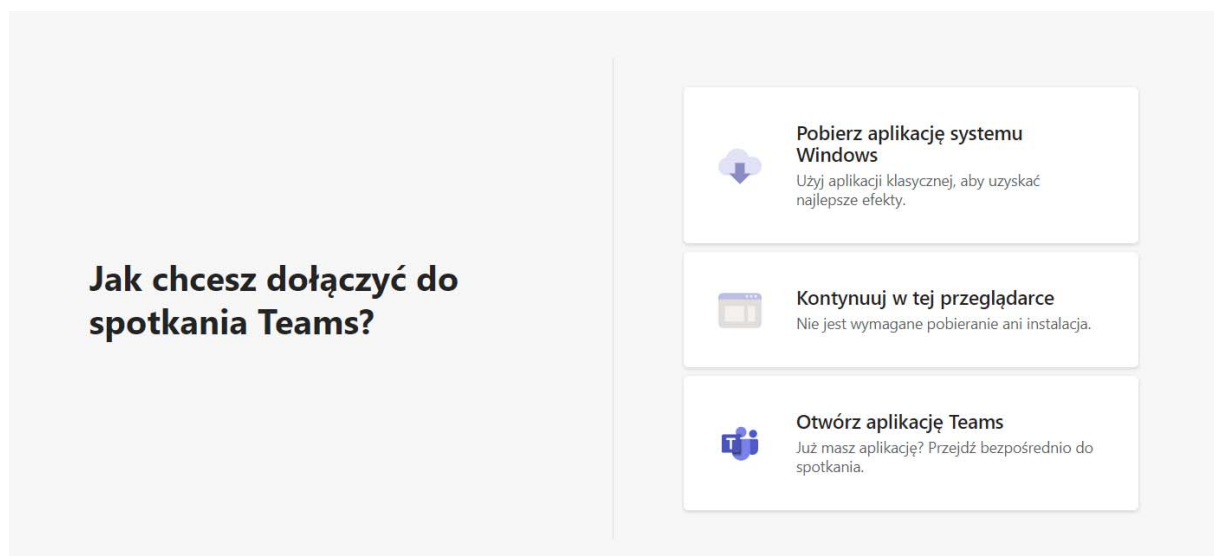 Jak chcesz dołączyć do
spotkania Teams?
Pobierz aplikację systemu
Windows
Użyj aplikacji klasycznej, aby uzyskać
najlepsze efekty.
Kontynuuj w tej przeglądarce
Nie jest wymagane pobieranie ani instalacja.
T
Otwórz aplikację Teams
Już masz aplikację? Przejdź bezpośrednio do
spotkania.